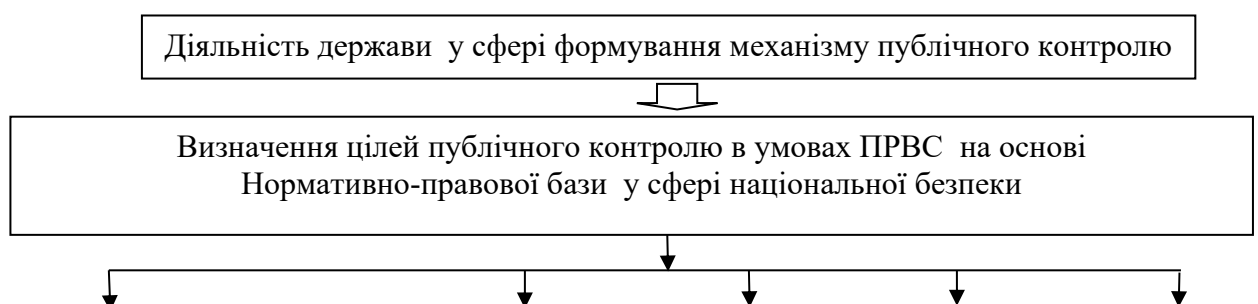 Діяльність держави у сфері формування механізму публічного контролю
Визначення цілей публічного контролю в умовах ПРВС на основі
Нормативно-правової бази у сфері національної безпеки